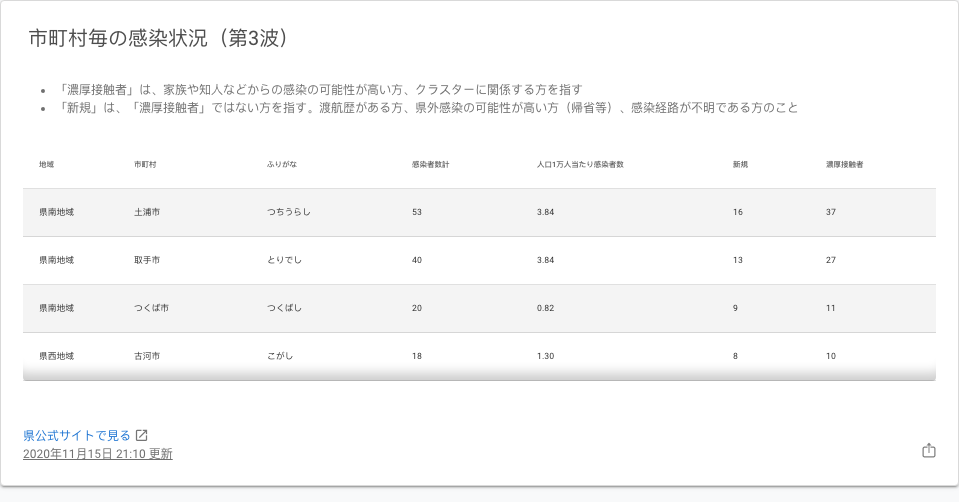 市町村毎の感染状況（第3波）
• 「濃厚接触者」は、家族や知人などからの感染の可能性が高い方、クラスターに関係する方を指す
• 「新規」は、「濃厚接触者」ではない方を指す。渡航歴がある方、県外感染の可能性が高い方（帰省等）、感染経路が不明である方のこと
地域 市町村 ふりがな 感染者数計 人口1万人当たり感染者数 新規 濃厚接触者
県南地域 土浦市 つちうらし 53 3.84 16 37
県南地域 取手市 とりでし 40 3.84 13 27
県南地域 つくば市 つくばし 20 0.82 9 11
県西地域 古河市 こがし 18 1.30 8 10
県公式サイトで見る
2020年11月15日 21:10 更新